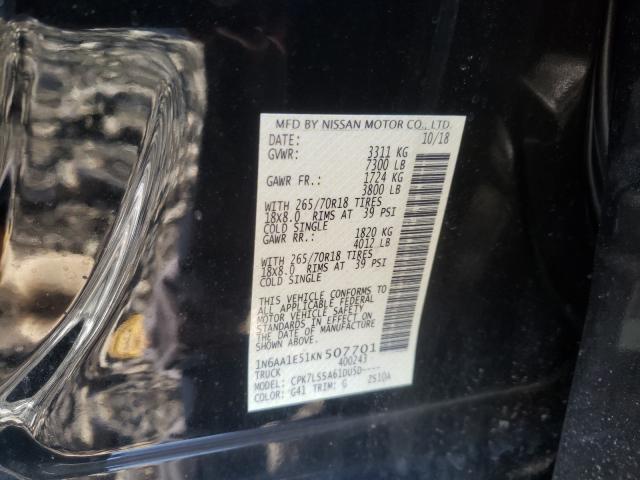 MFD BY NISSAN MOTOR CO., LTD.
DATE: 10/18
GVWR: 3311 KG
7300 LB
GAWR FR.: 1724 KG
3800 LB
WITH 265/70R18 TIRES
18X8.0 RIMS AT 39 PSI
COLD SINGLE
GAWR RR.: 1820 KG
4012 LB
WITH 265/70R18 TIRES
18X8.0 RIMS AT 39 PSI
COLD SINGLE
THIS VEHICLE CONFORMS TO
ALL APPLICABLE FEDERAL
MOTOR VEHICLE SAFETY
STANDARDS IN EFFECT ON
THE DATE OF MANUFACTURE
SHOWN ABOVE.
1N6AA1E51KN507701
TRUCK 400243
MODEL: CPK7LS5A61DU5D----
COLOR: G41 TRIM: G 2S10A